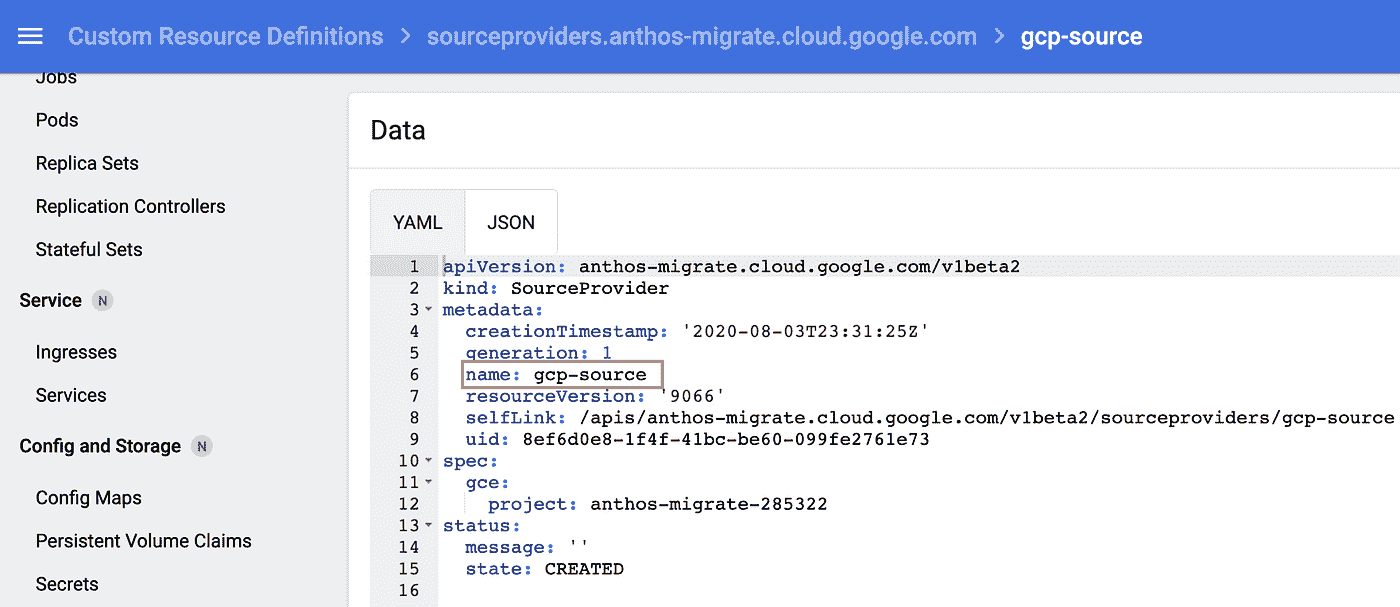 Custom Resource Definitions > sourceproviders.anthos-migrate.cloud.google.com > gcp-source
Jobs
Pods
Replica Sets
Replication Controllers
Stateful Sets
Service N
Ingresses
Services
Config and Storage N
Config Maps
Persistent Volume Claims
Secrets
Data
YAML JSON
1 apiVersion: anthos-migrate.cloud.google.com/v1beta2
2 kind: SourceProvider
3 metadata:
4 creationTimestamp: '2020-08-03T23:31:25Z'
5 generation: 1
6 name: gcp-source
7 resourceVersion: '9066'
8 selfLink: /apis/anthos-migrate.cloud.google.com/v1beta2/sourceproviders/gcp-source
9 uid: 8ef6d0e8-1f4f-41bc-be60-099fe2761e73
10 spec:
11 gce:
12 project: anthos-migrate-285322
13 status:
14 message: ''
15 state: CREATED
16